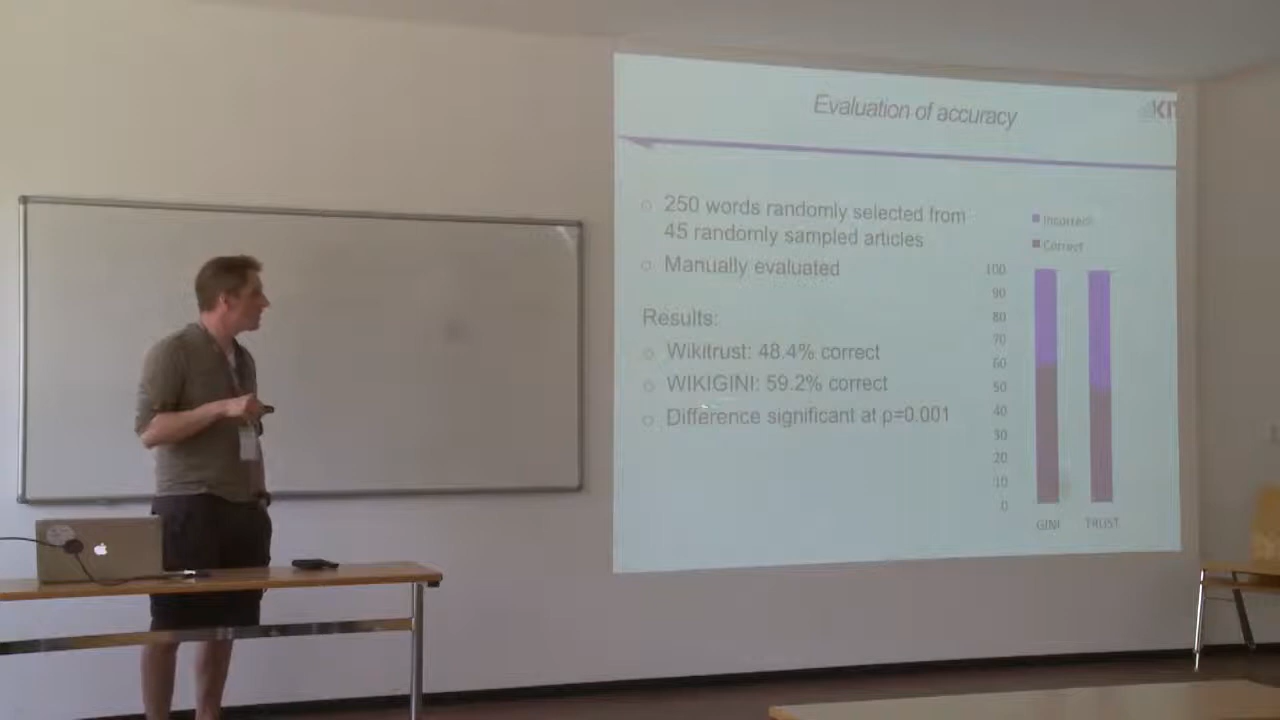 Evaluation of accuracy
KIT
250 words randomly selected from
45 randomly sampled articles
Manually evaluated
Results:
Wikitrust: 48.4% correct
WIKIGINI: 59.2% correct
Difference significant at p=0.001
Incorrect
Correct
100
90
80
70
60
50
40
30
20
10
0
GINI TRUST